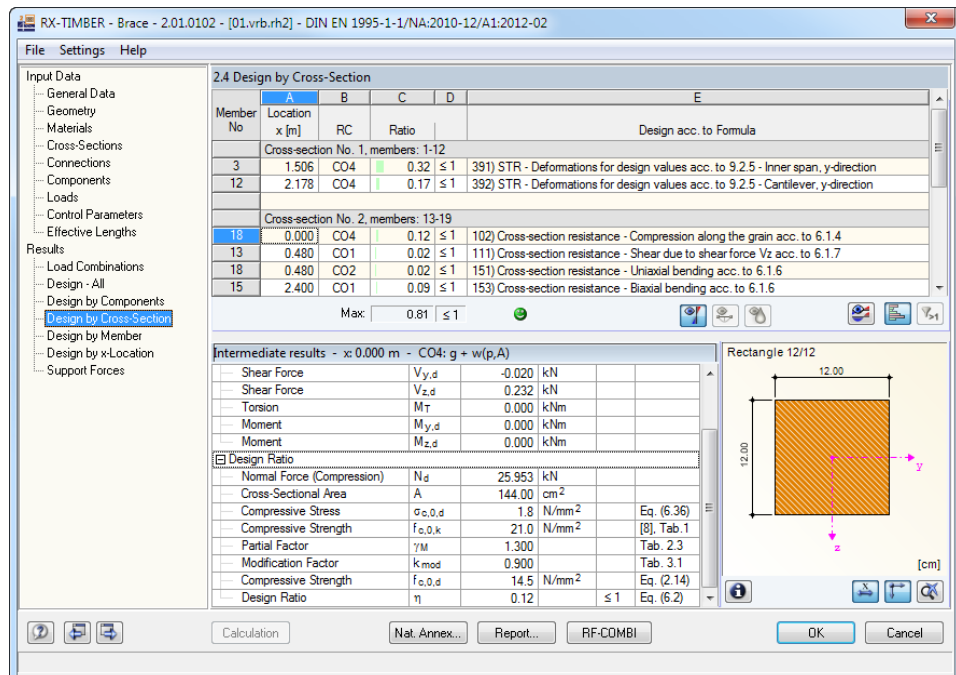 RX-TIMBER - Brace - 2.01.0102 - [01.vrb.rh2] - DIN EN 1995-1-1/NA:2010-12/A1:2012-02
File Settings Help
Input Data
General Data
Geometry
Materials
Cross-Sections
Connections
Components
Loads
Control Parameters
Effective Lengths
Results
Load Combinations
Design - All
Design by Components
Design by Cross-Section
Design by Member
Design by x-Location
Support Forces
2.4 Design by Cross-Section
A B C D E
Member No Location x [m] RC Ratio Design acc. to Formula
Cross-section No. 1, members: 1-12
3 1.506 CO4 0.32 ≤ 1 391) STR - Deformations for design values acc. to 9.2.5 - Inner span, y-direction
12 2.178 CO4 0.17 ≤ 1 392) STR - Deformations for design values acc. to 9.2.5 - Cantilever, y-direction
Cross-section No. 2, members: 13-19
18 0.000 CO4 0.12 ≤ 1 102) Cross-section resistance - Compression along the grain acc. to 6.1.4
13 0.480 CO1 0.02 ≤ 1 111) Cross-section resistance - Shear due to shear force Vz acc. to 6.1.7
18 0.480 CO2 0.02 ≤ 1 151) Cross-section resistance - Uniaxial bending acc. to 6.1.6
15 2.400 CO1 0.09 ≤ 1 153) Cross-section resistance - Biaxial bending acc. to 6.1.6
Max: 0.81 ≤ 1
>1
Intermediate results - x: 0.000 m - CO4: g + w(p,A)
Shear Force Vy,d -0.020 kN
Shear Force Vz,d 0.232 kN
Torsion MT 0.000 kNm
Moment My,d 0.000 kNm
Moment Mz,d 0.000 kNm
Design Ratio
Normal Force (Compression) Nd 25.953 kN
Cross-Sectional Area A 144.00 cm2
Compressive Stress σc,0,d 1.8 N/mm2 Eq. (6.36)
Compressive Strength fc,0,k 21.0 N/mm2 [8], Tab.1
Partial Factor γM 1.300 Tab. 2.3
Modification Factor kmod 0.900 Tab. 3.1
Compressive Strength fc,0,d 14.5 N/mm2 Eq. (2.14)
Design Ratio η 0.12 ≤ 1 Eq. (6.2)
Rectangle 12/12
12.00
12.00
y
z
[cm]
Calculation Nat. Annex... Report... RF-COMBI OK Cancel